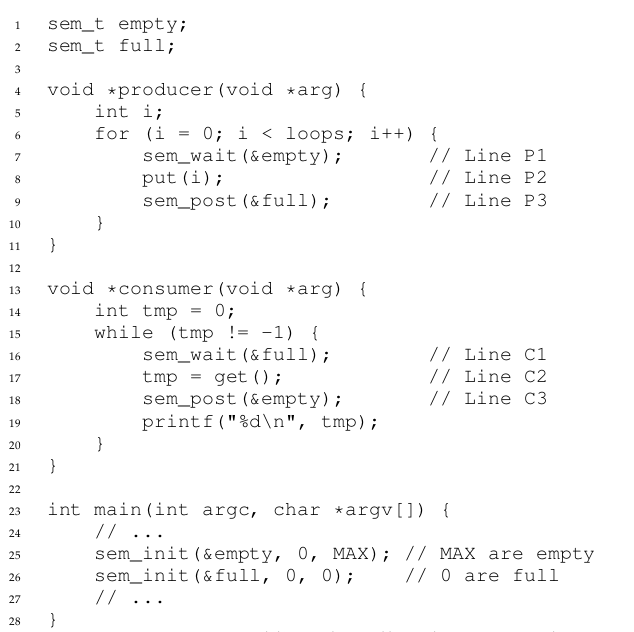 1 sem_t empty;
2 sem_t full;
3
4 void *producer(void *arg) {
5     int i;
6     for (i = 0; i < loops; i++) {
7         sem_wait(&empty);       // Line P1
8         put(i);                 // Line P2
9         sem_post(&full);        // Line P3
10     }
11 }
12
13 void *consumer(void *arg) {
14     int tmp = 0;
15     while (tmp != -1) {
16         sem_wait(&full);        // Line C1
17         tmp = get();            // Line C2
18         sem_post(&empty);       // Line C3
19         printf("%d\n", tmp);
20     }
21 }
22
23 int main(int argc, char *argv[]) {
24     // ...
25     sem_init(&empty, 0, MAX); // MAX are empty
26     sem_init(&full, 0, 0);    // 0 are full
27     // ...
28 }